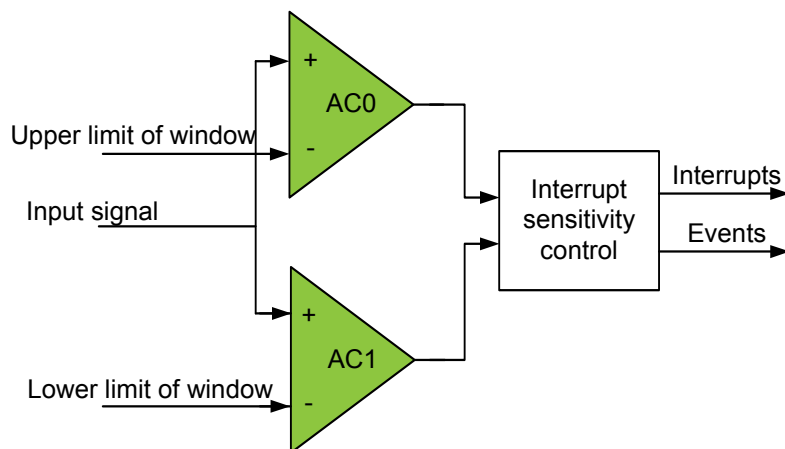 +
AC0
Upper limit of window
-
Input signal
Interrupt
sensitivity
control
Interrupts
Events
+
AC1
Lower limit of window
-